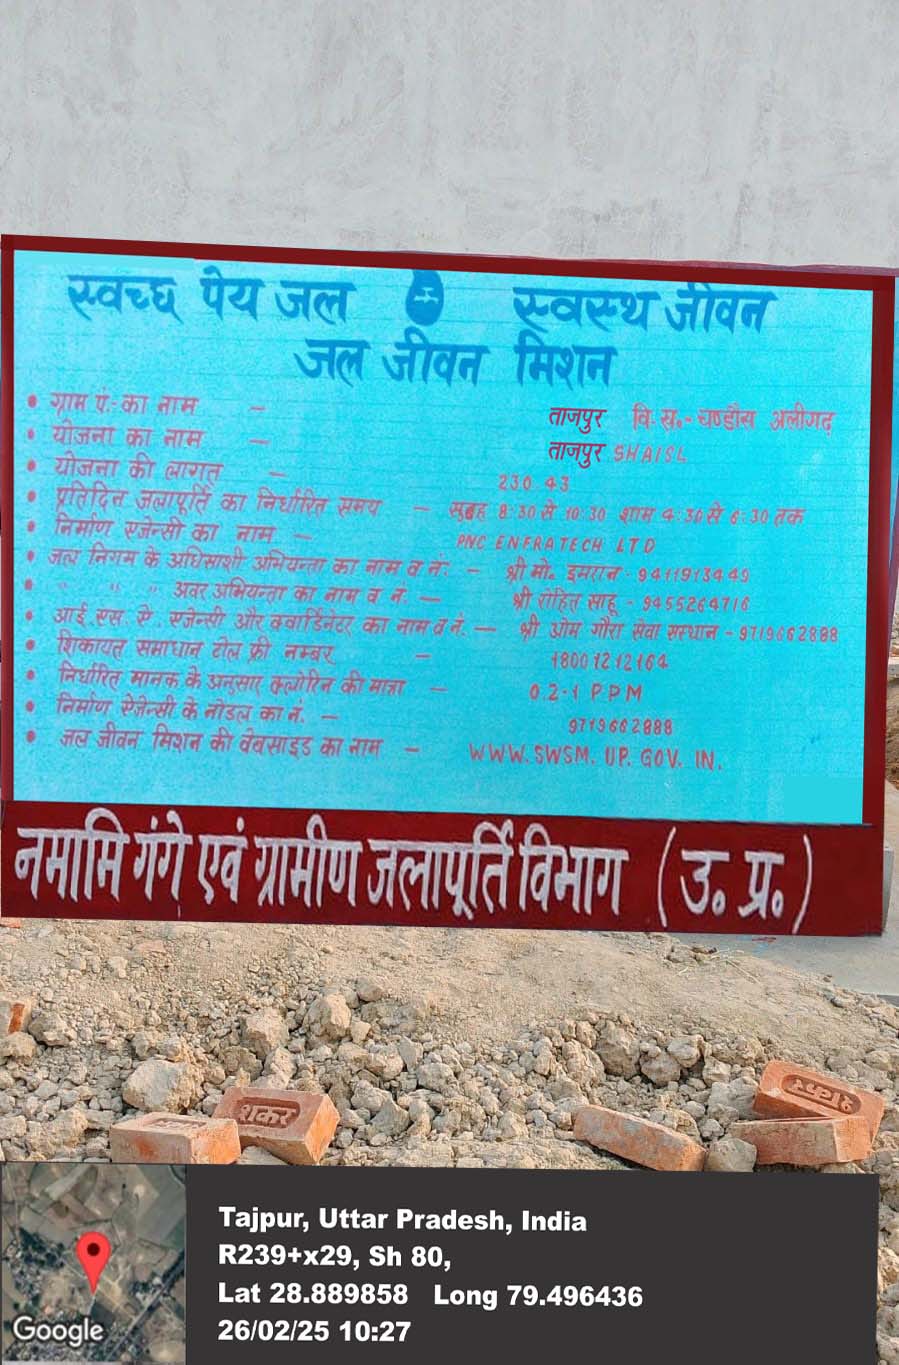 स्वच्छ पेय जल स्वस्थ जीवन
जल जीवन मिशन
• ग्राम पं.- का नाम – ताजपुर वि.ख.- चण्डौस अलीगढ़
• योजना का नाम – ताजपुर SHAISL
• योजना की लागत – 230.43
• प्रतिदिन जलापूर्ति का निर्धारित समय – सुबह 8:30 से 10:30 शाम 4:30 से 6:30 तक
• निर्माण एजेन्सी का नाम – PNC ENFRATECH LTD
• जल निगम के अधिसाशी अभियन्ता का नाम व नं. – श्री मो. इमरान - 9411913449
• " " " अवर अभियन्ता का नाम व नं. – श्री रोहित साहू - 9455264716
• आई. एस. ऐ. एजेन्सी और क्वार्डिनेटर का नाम व नं. – श्री ओम गौरा सेवा सस्थान - 9719662888
• शिकायत समाधान टोल फ्री नम्बर – 18001212164
• निर्धारित मानक के अनुसार क्लोरिन की मात्रा – 0.2-1 PPM
• निर्माण ऐजेन्सी के नोडल का नं. – 9719662888
• जल जीवन मिशन की वेबसाइड का नाम – WWW.SWSM.UP.GOV.IN.
नमामि गंगे एवं ग्रामीण जलापूर्ति विभाग (उ॰ प्र॰)
शकर
Tajpur, Uttar Pradesh, India
R239+x29, Sh 80,
Lat 28.889858 Long 79.496436
26/02/25 10:27
Google